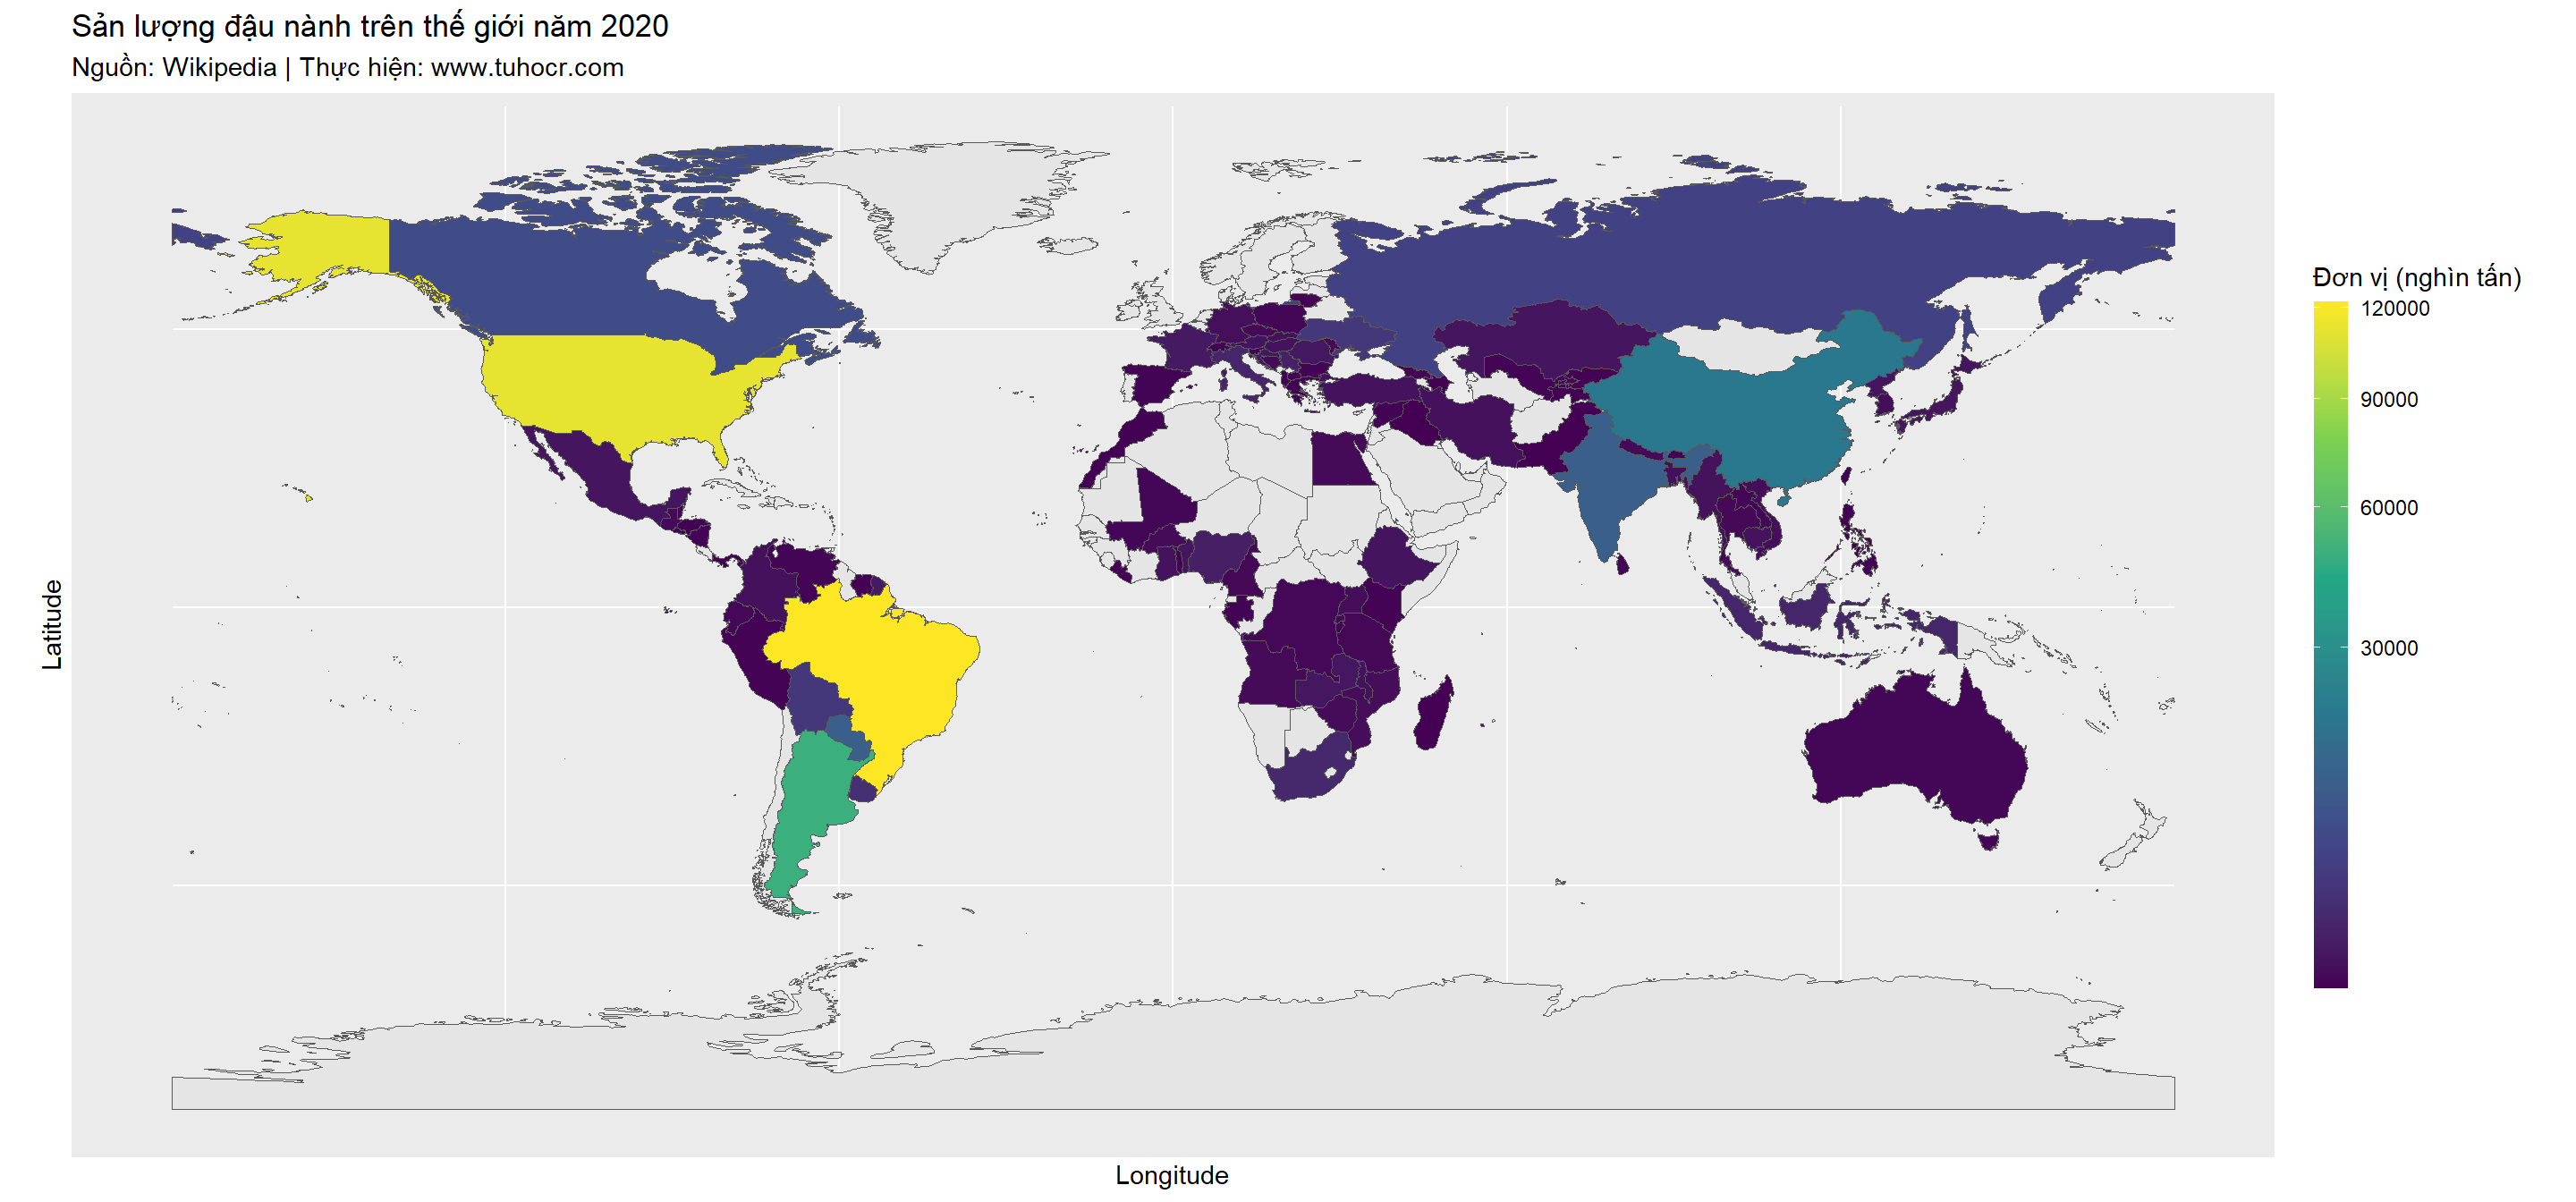 Sản lượng đậu nành trên thế giới năm 2020
Nguồn: Wikipedia | Thực hiện: www.tuhocr.com
Đơn vị (nghìn tấn)
120000
90000
60000
30000
Latitude
Longitude